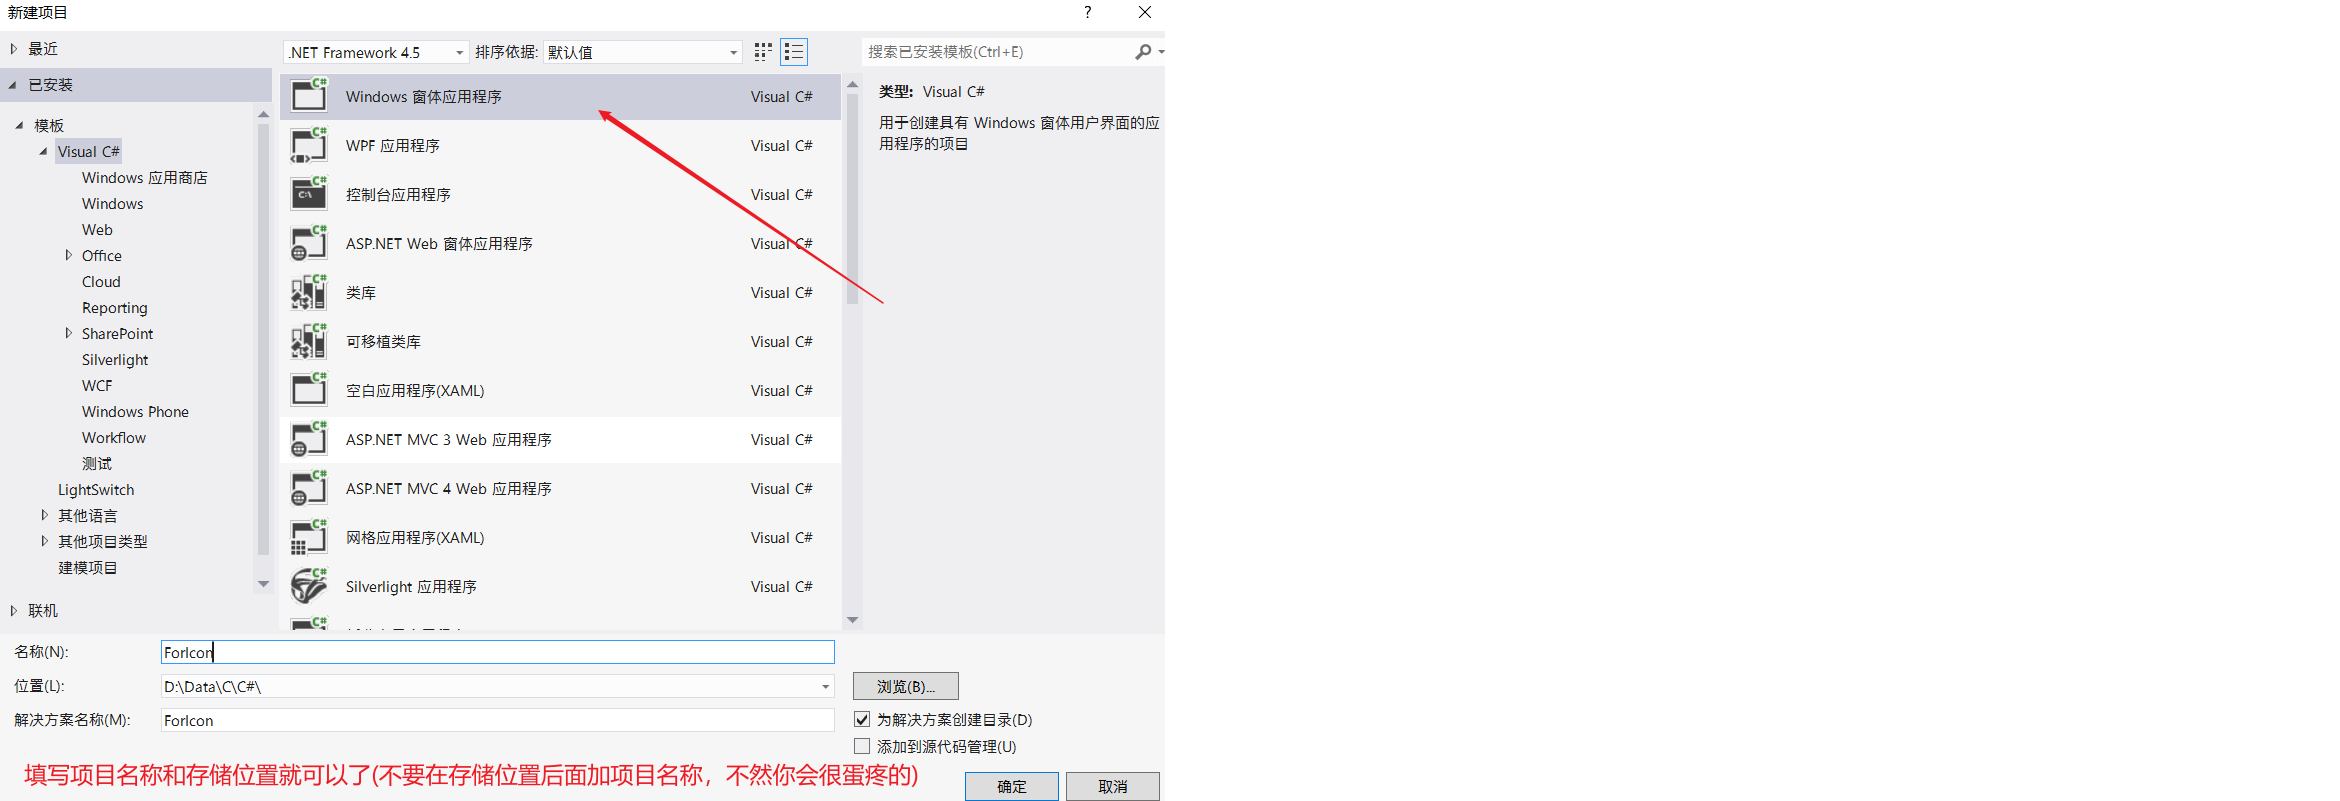 新建项目
?
最近
.NET Framework 4.5
排序依据:
默认值
搜索已安装模板(Ctrl+E)
已安装
模板
Visual C#
Windows 应用商店
Windows
Web
Office
Cloud
Reporting
SharePoint
Silverlight
WCF
Windows Phone
Workflow
测试
LightSwitch
其他语言
其他项目类型
建模项目
联机
Windows 窗体应用程序 Visual C#
WPF 应用程序 Visual C#
控制台应用程序 Visual C#
ASP.NET Web 窗体应用程序 Visual C#
类库 Visual C#
可移植类库 Visual C#
空白应用程序(XAML) Visual C#
ASP.NET MVC 3 Web 应用程序 Visual C#
ASP.NET MVC 4 Web 应用程序 Visual C#
网格应用程序(XAML) Visual C#
Silverlight 应用程序 Visual C#
类型: Visual C#
用于创建具有 Windows 窗体用户界面的应
用程序的项目
名称(N): ForIcon
位置(L): D:\Data\C\C#\
浏览(B)...
解决方案名称(M): ForIcon
为解决方案创建目录(D)
添加到源代码管理(U)
填写项目名称和存储位置就可以了(不要在存储位置后面加项目名称，不然你会很蛋疼的)
确定
取消